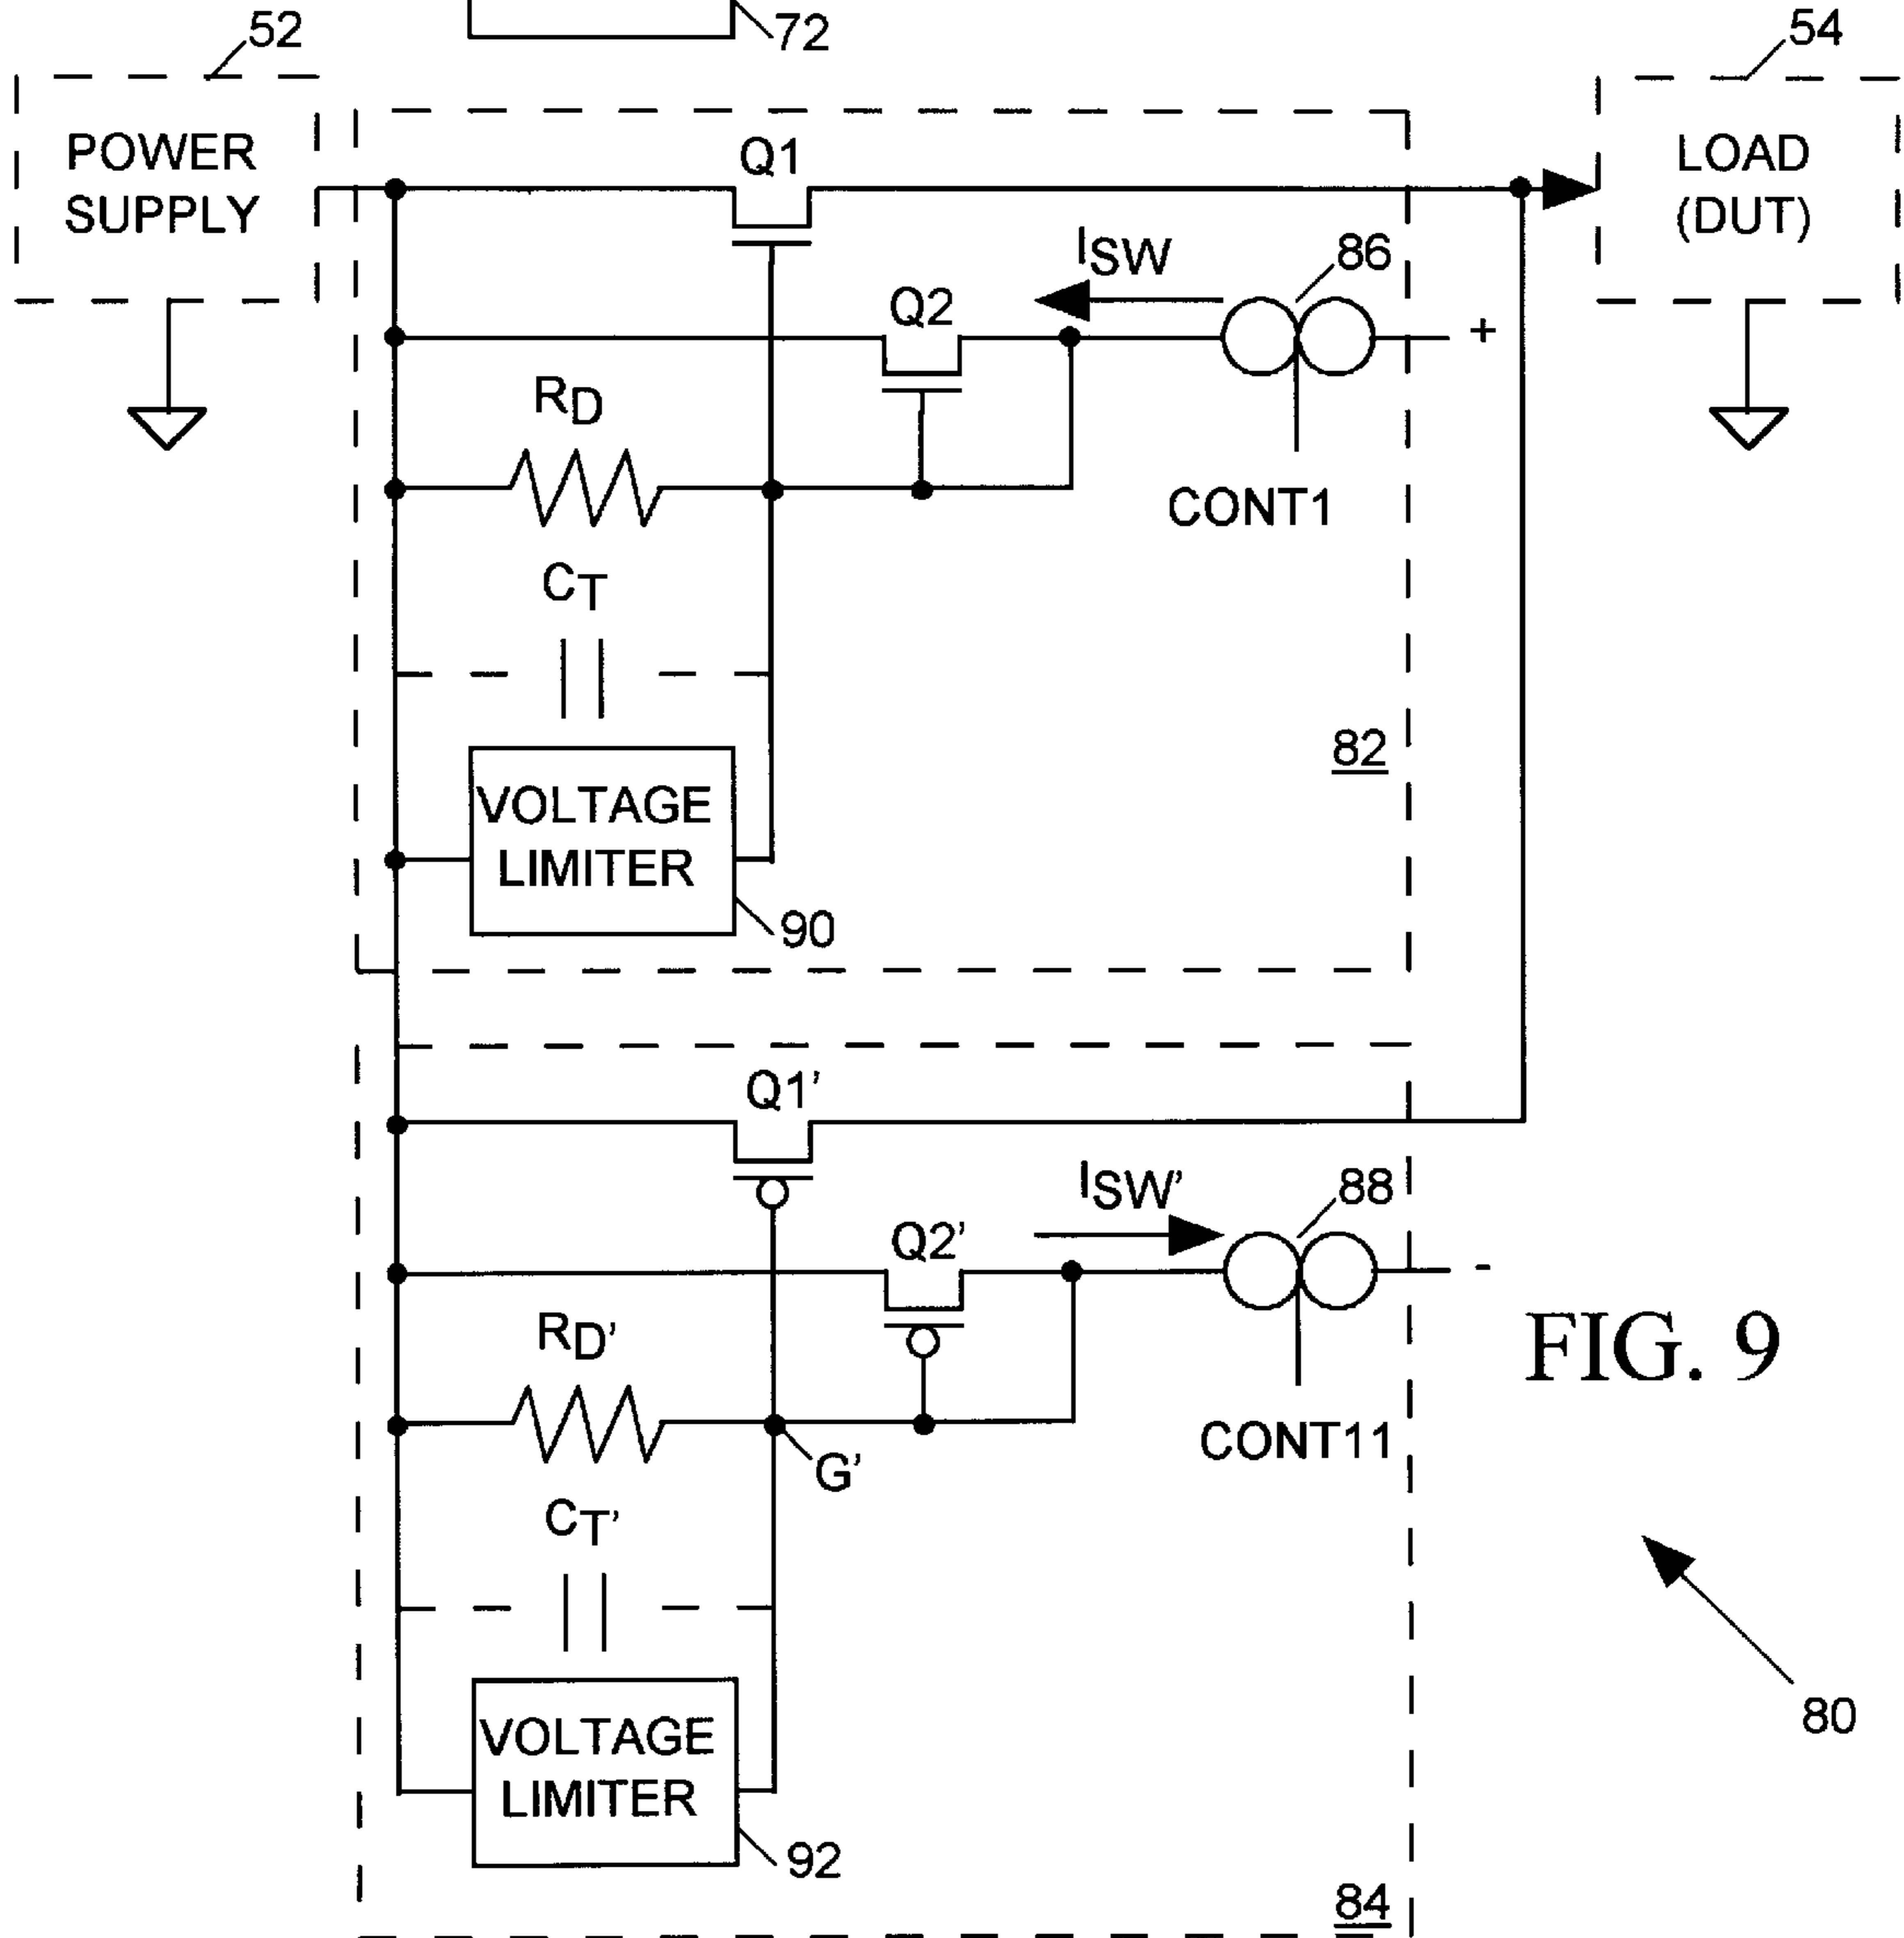 52
72
54
POWER
SUPPLY
Q1
LOAD
(DUT)
ISW
86
Q2
+
RD
CONT1
CT
82
VOLTAGE
LIMITER
90
Q1'
ISW'
88
Q2'
-
RD'
FIG. 9
CONT11
G'
CT'
80
VOLTAGE
LIMITER
92
84